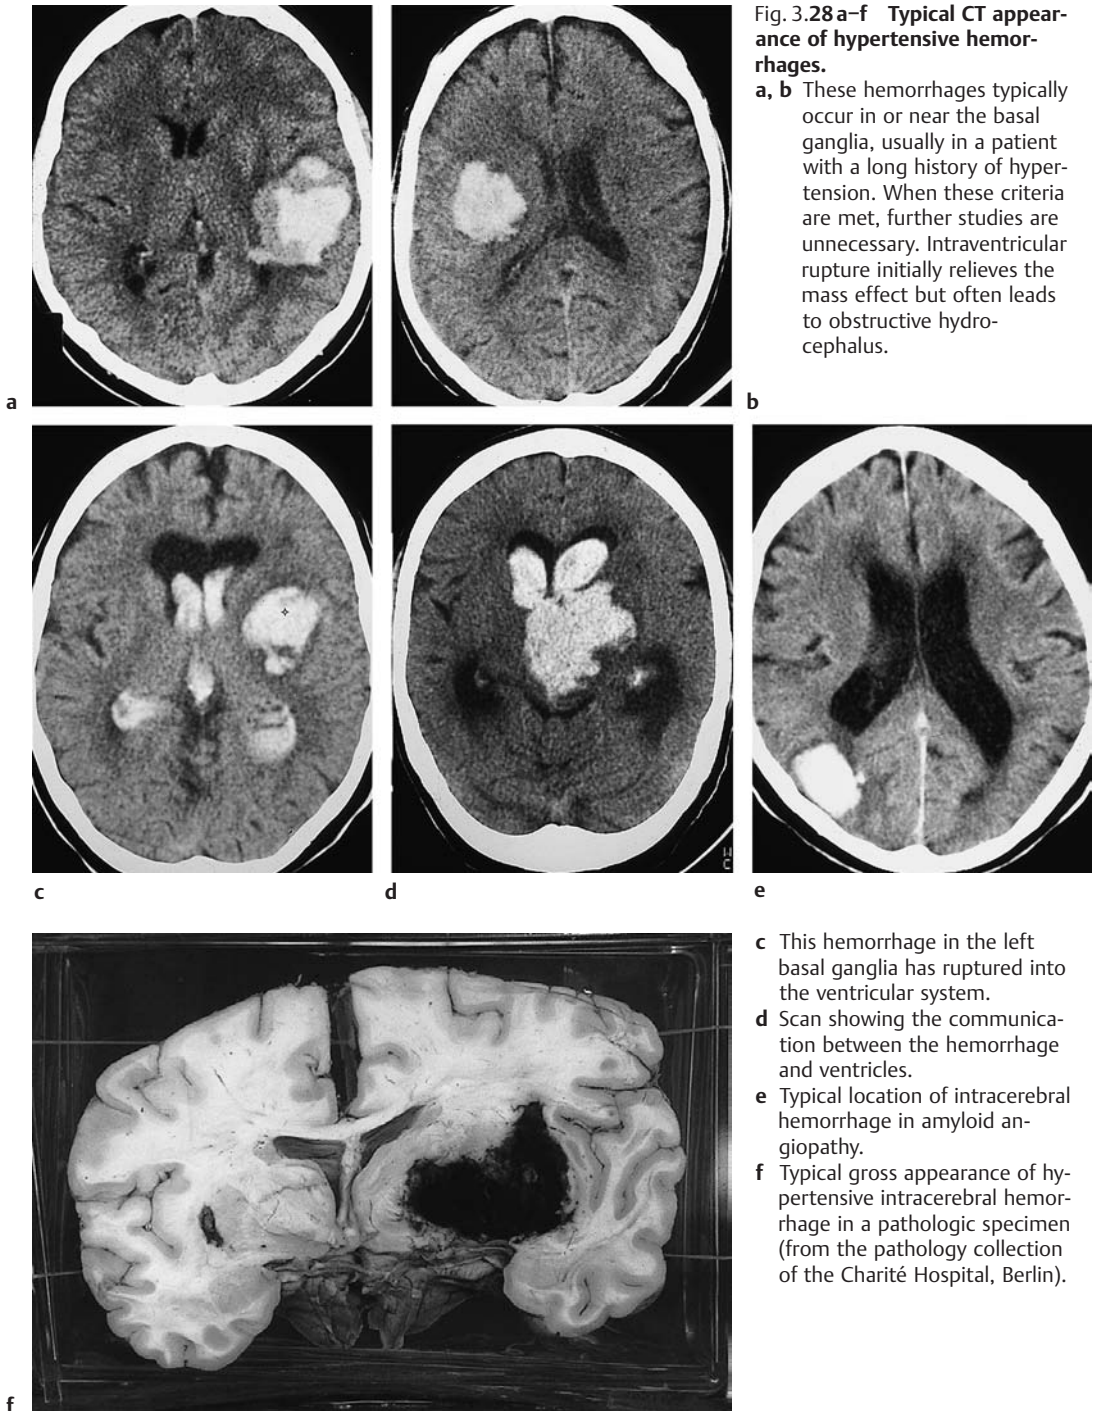 Fig. 3.28 a–f Typical CT appear-
ance of hypertensive hemor-
rhages.
a, b These hemorrhages typically
occur in or near the basal
ganglia, usually in a patient
with a long history of hyper-
tension. When these criteria
are met, further studies are
unnecessary. Intraventricular
rupture initially relieves the
mass effect but often leads
to obstructive hydro-
cephalus.
a
b
H
C
c
d
e
c This hemorrhage in the left
basal ganglia has ruptured into
the ventricular system.
d Scan showing the communica-
tion between the hemorrhage
and ventricles.
e Typical location of intracerebral
hemorrhage in amyloid an-
giopathy.
f Typical gross appearance of hy-
pertensive intracerebral hemor-
rhage in a pathologic specimen
(from the pathology collection
of the Charité Hospital, Berlin).
f